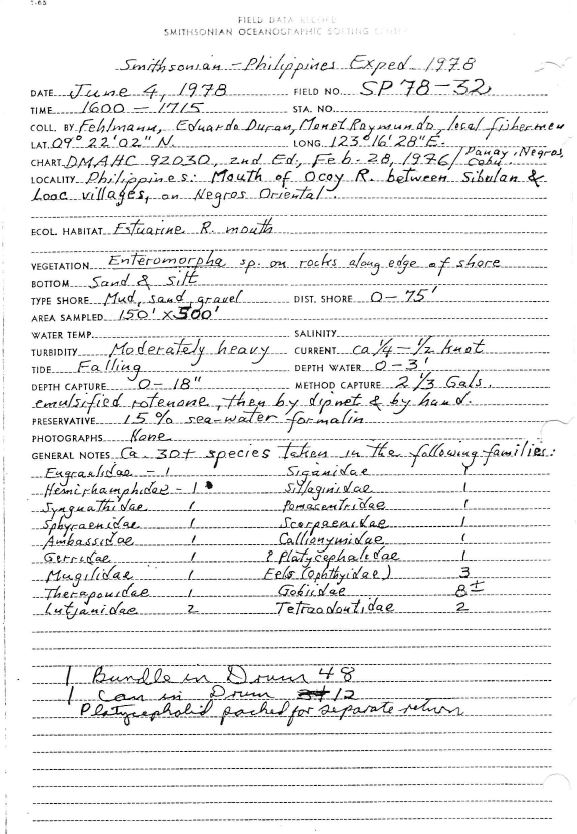 1-65
FIELD DATA RECORD
SMITHSONIAN OCEANOGRAPHIC SORTING CENTER
Smithsonian - Philippines Exped 1978
DATE June 4, 1978 FIELD NO. SP 78-32
TIME 1600 - 1715 STA. NO.
COLL. BY Fehlmann, Eduardo Duran, Monet Raymundo, local fishermen
LAT. 09° 22' 02" N. LONG. 123° 16' 28" E.
CHART DMAHC 92030, 2nd Ed, Feb. 28, 1976 / Panay, Negros, Cebu
LOCALITY Philippines: Mouth of Ocoy R. between Sibulan &
Looc villages, on Negros Oriental.
ECOL. HABITAT Estuarine R. mouth
VEGETATION Enteromorpha sp. on rocks along edge of shore
BOTTOM Sand & silt
TYPE SHORE Mud, sand, gravel DIST. SHORE 0 - 75'
AREA SAMPLED 150' x 300'
WATER TEMP. SALINITY
TURBIDITY Moderately heavy CURRENT ca 1/4 - 1/2 knot
TIDE Falling DEPTH WATER 0 - 3'
DEPTH CAPTURE 0 - 18" METHOD CAPTURE 2 1/3 Gals.
emulsified rotenone, then by dipnet & by hand.
PRESERVATIVE 15% sea-water formalin
PHOTOGRAPHS None
GENERAL NOTES Ca. 30+ species taken in the following families:
Engraulidae - 1 Siganidae 1
Hemirhamphidae - 1 Sillaginidae 1
Syngnathidae 1 Pomacentridae 1
Sphyraenidae 1 Scorpaenidae 1
Ambassidae 1 Callionymidae 1
Gerridae 1 ? Platycephalidae 1
Mugilidae 1 Eels (Ophthyidae) 3
Theraponidae 1 Gobiidae 8±
Lutjanidae 2 Tetraodontidae 2
1 Bundle in Drum 48
1 Can in Drum 12
Platycephalid packed for separate return